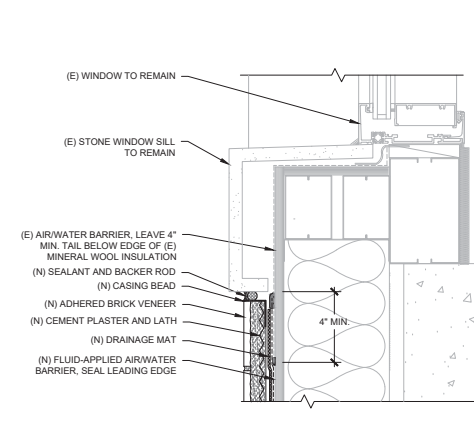 (E) WINDOW TO REMAIN
(E) STONE WINDOW SILL
TO REMAIN
(E) AIR/WATER BARRIER, LEAVE 4"
MIN. TAIL BELOW EDGE OF (E)
MINERAL WOOL INSULATION
(N) SEALANT AND BACKER ROD
(N) CASING BEAD
(N) ADHERED BRICK VENEER
(N) CEMENT PLASTER AND LATH
(N) DRAINAGE MAT
(N) FLUID-APPLIED AIR/WATER
BARRIER, SEAL LEADING EDGE
4" MIN.